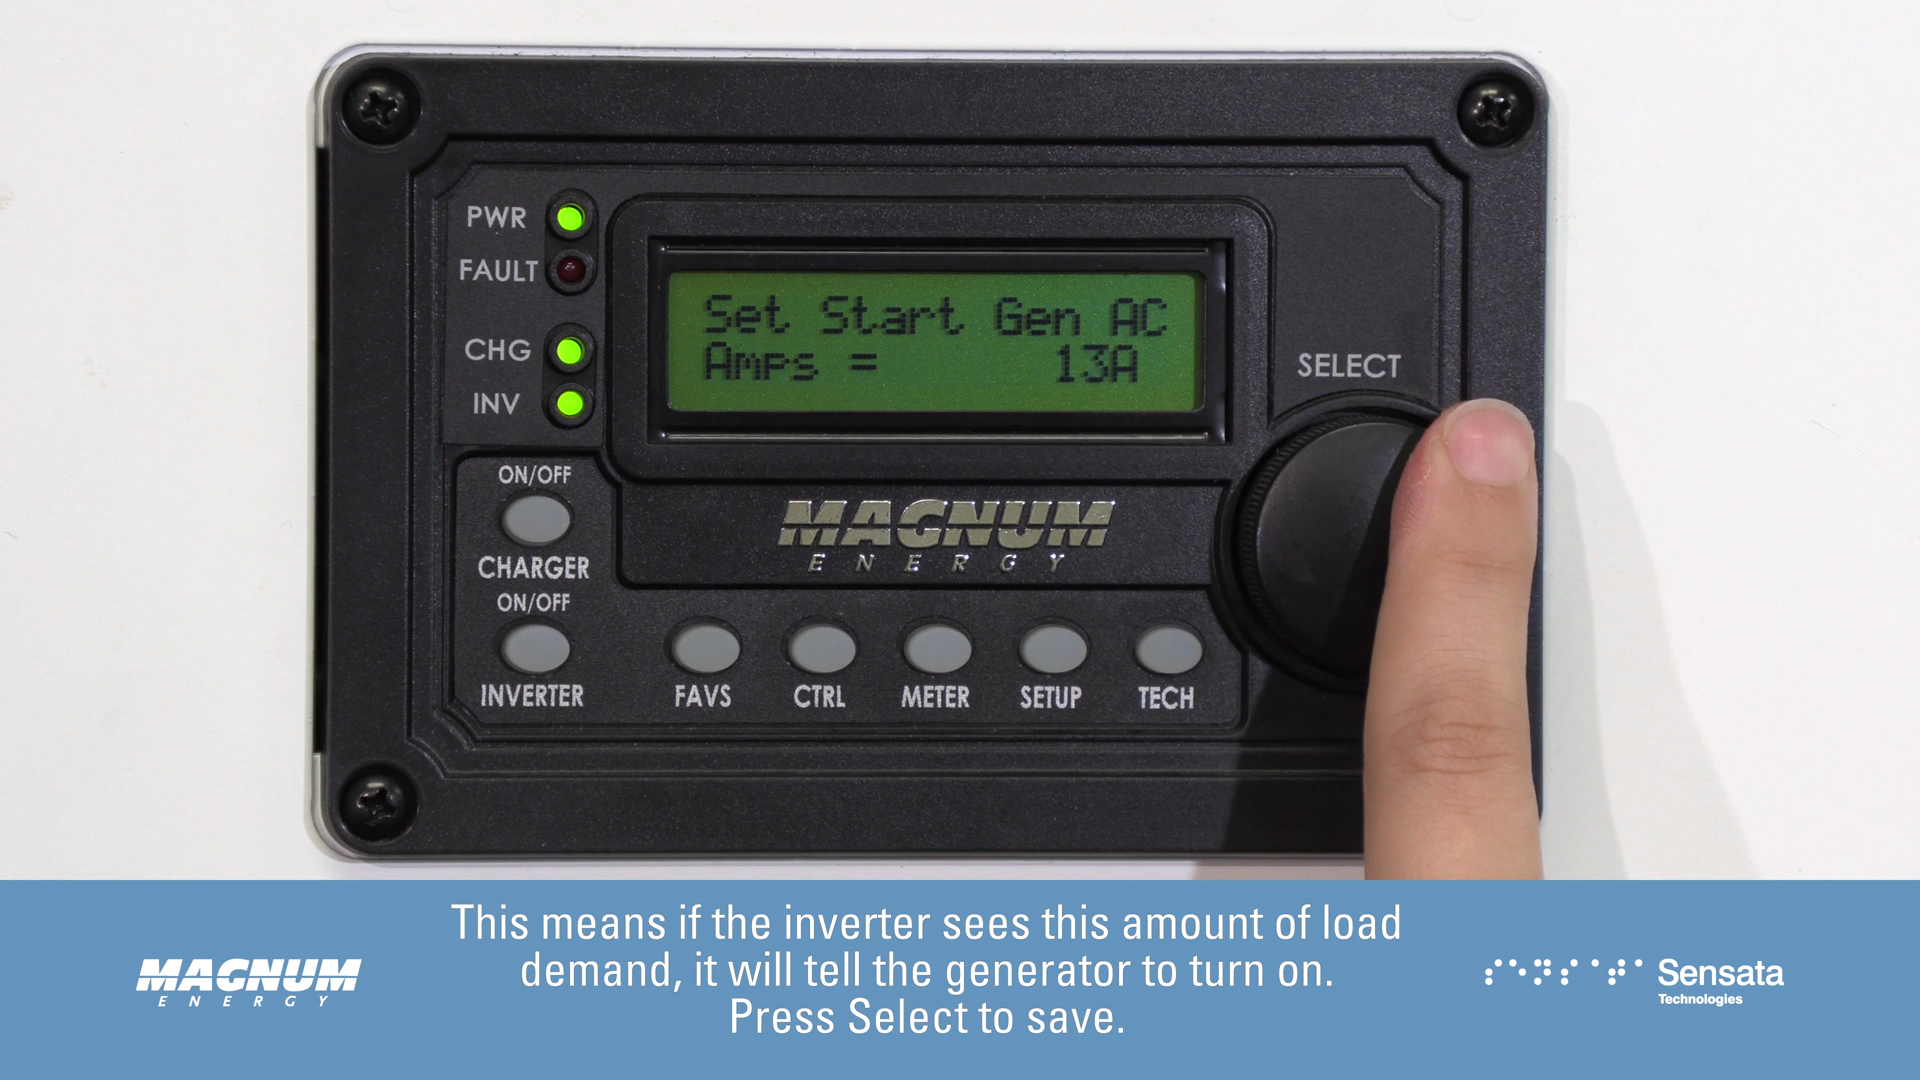 PWR
FAULT
CHG
INV
Set Start Gen AC
Amps = 13A
SELECT
ON/OFF
CHARGER
ON/OFF
INVERTER
MAGNUM
ENERGY
FAVS
CTRL
METER
SETUP
TECH
This means if the inverter sees this amount of load
demand, it will tell the generator to turn on.
Press Select to save.
MAGNUM
ENERGY
Sensata
Technologies